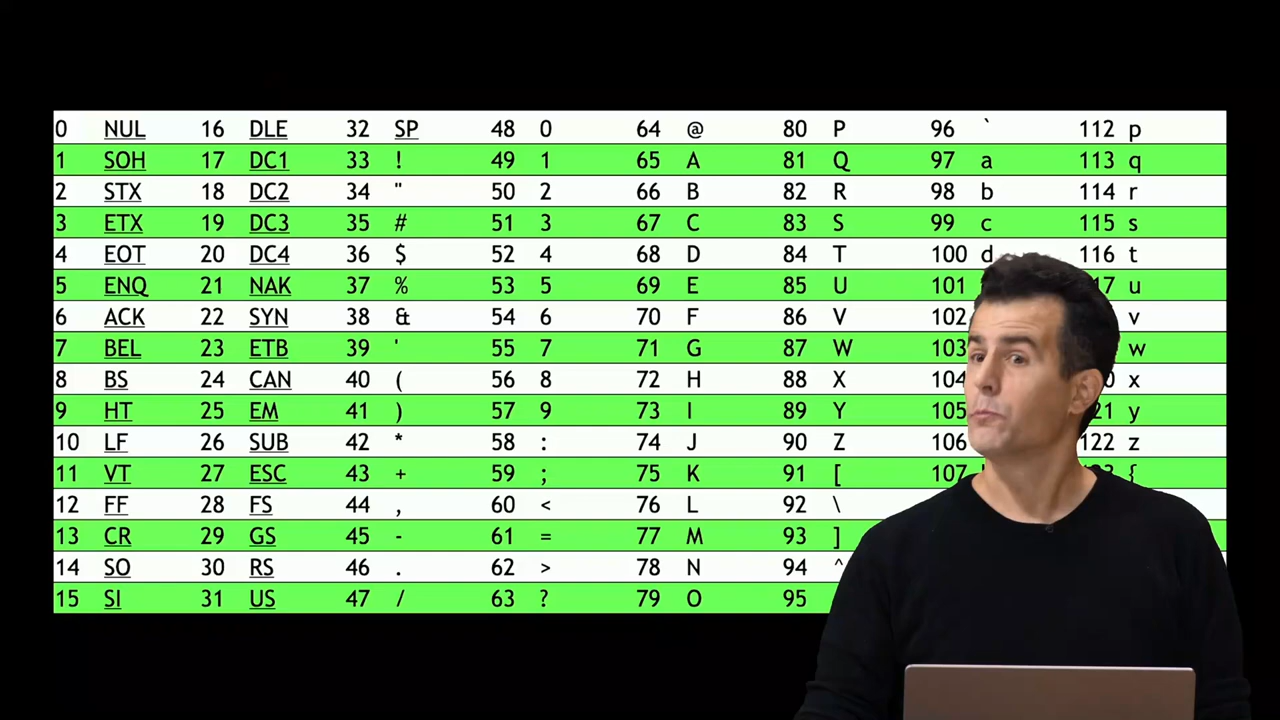 0 NUL 16 DLE 32 SP 48 0 64 @ 80 P 96 ` 112 p
1 SOH 17 DC1 33 ! 49 1 65 A 81 Q 97 a 113 q
2 STX 18 DC2 34 " 50 2 66 B 82 R 98 b 114 r
3 ETX 19 DC3 35 # 51 3 67 C 83 S 99 c 115 s
4 EOT 20 DC4 36 $ 52 4 68 D 84 T 100 d 116 t
5 ENQ 21 NAK 37 % 53 5 69 E 85 U 101 17 u
6 ACK 22 SYN 38 & 54 6 70 F 86 V 102 v
7 BEL 23 ETB 39 ' 55 7 71 G 87 W 103 w
8 BS 24 CAN 40 ( 56 8 72 H 88 X 104 0 x
9 HT 25 EM 41 ) 57 9 73 I 89 Y 105 21 y
10 LF 26 SUB 42 * 58 : 74 J 90 Z 106 122 z
11 VT 27 ESC 43 + 59 ; 75 K 91 [ 107 {
12 FF 28 FS 44 , 60 < 76 L 92 \
13 CR 29 GS 45 - 61 = 77 M 93 ]
14 SO 30 RS 46 . 62 > 78 N 94 ^
15 SI 31 US 47 / 63 ? 79 O 95